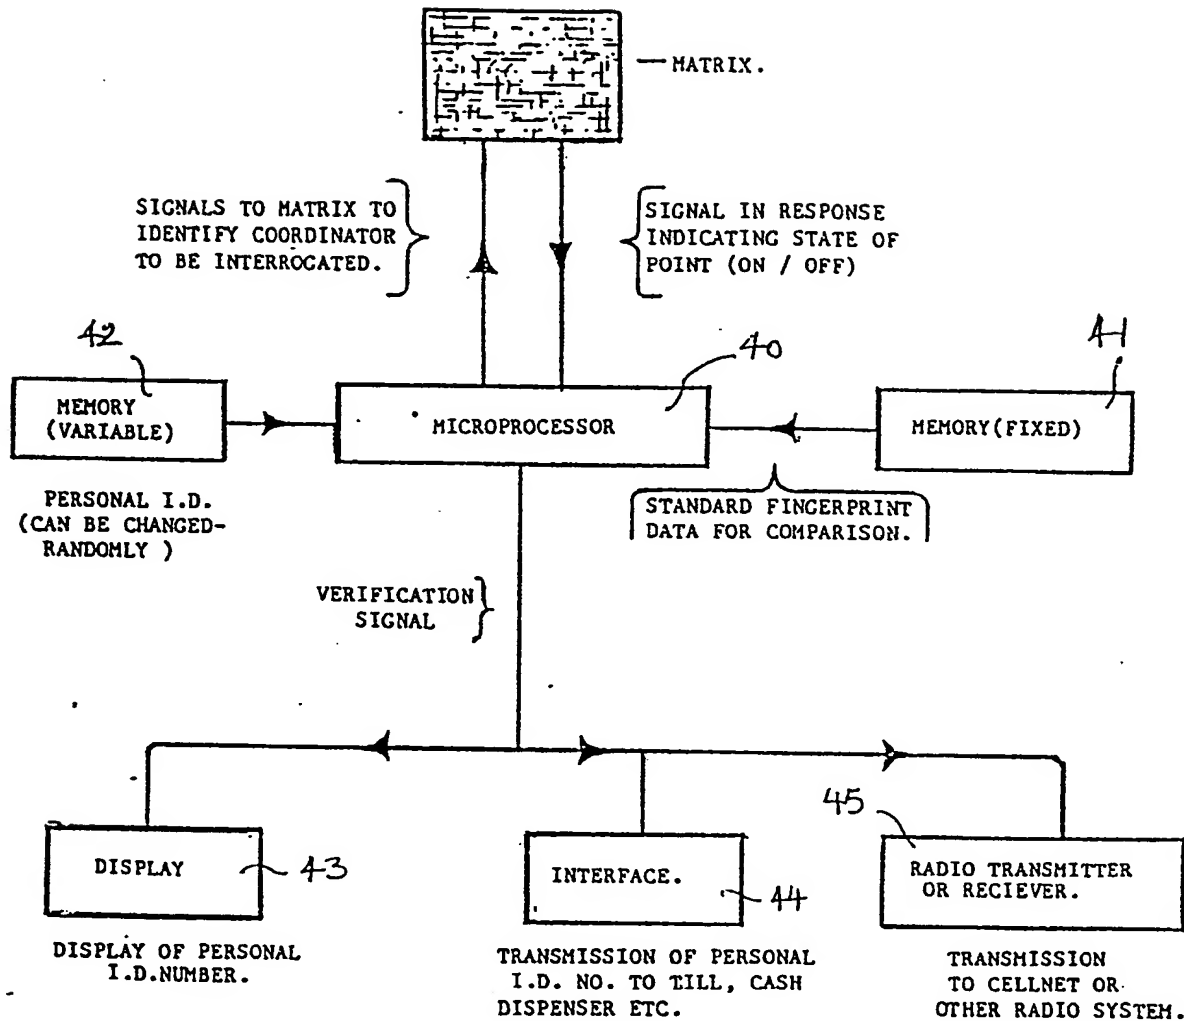 MATRIX.
SIGNALS TO MATRIX TO
IDENTIFY COORDINATOR
TO BE INTERROGATED.
SIGNAL IN RESPONSE
INDICATING STATE OF
POINT (ON / OFF)
42
40
41
MEMORY
(VARIABLE)
MICROPROCESSOR
MEMORY(FIXED)
PERSONAL I.D.
(CAN BE CHANGED-
RANDOMLY )
STANDARD FINGERPRINT
DATA FOR COMPARISON.
VERIFICATION
SIGNAL
45
DISPLAY
43
INTERFACE.
44
RADIO TRANSMITTER
OR RECIEVER.
DISPLAY OF PERSONAL
I.D.NUMBER.
TRANSMISSION OF PERSONAL
I.D. NO. TO TILL, CASH
DISPENSER ETC.
TRANSMISSION
TO CELLNET OR
OTHER RADIO SYSTEM.